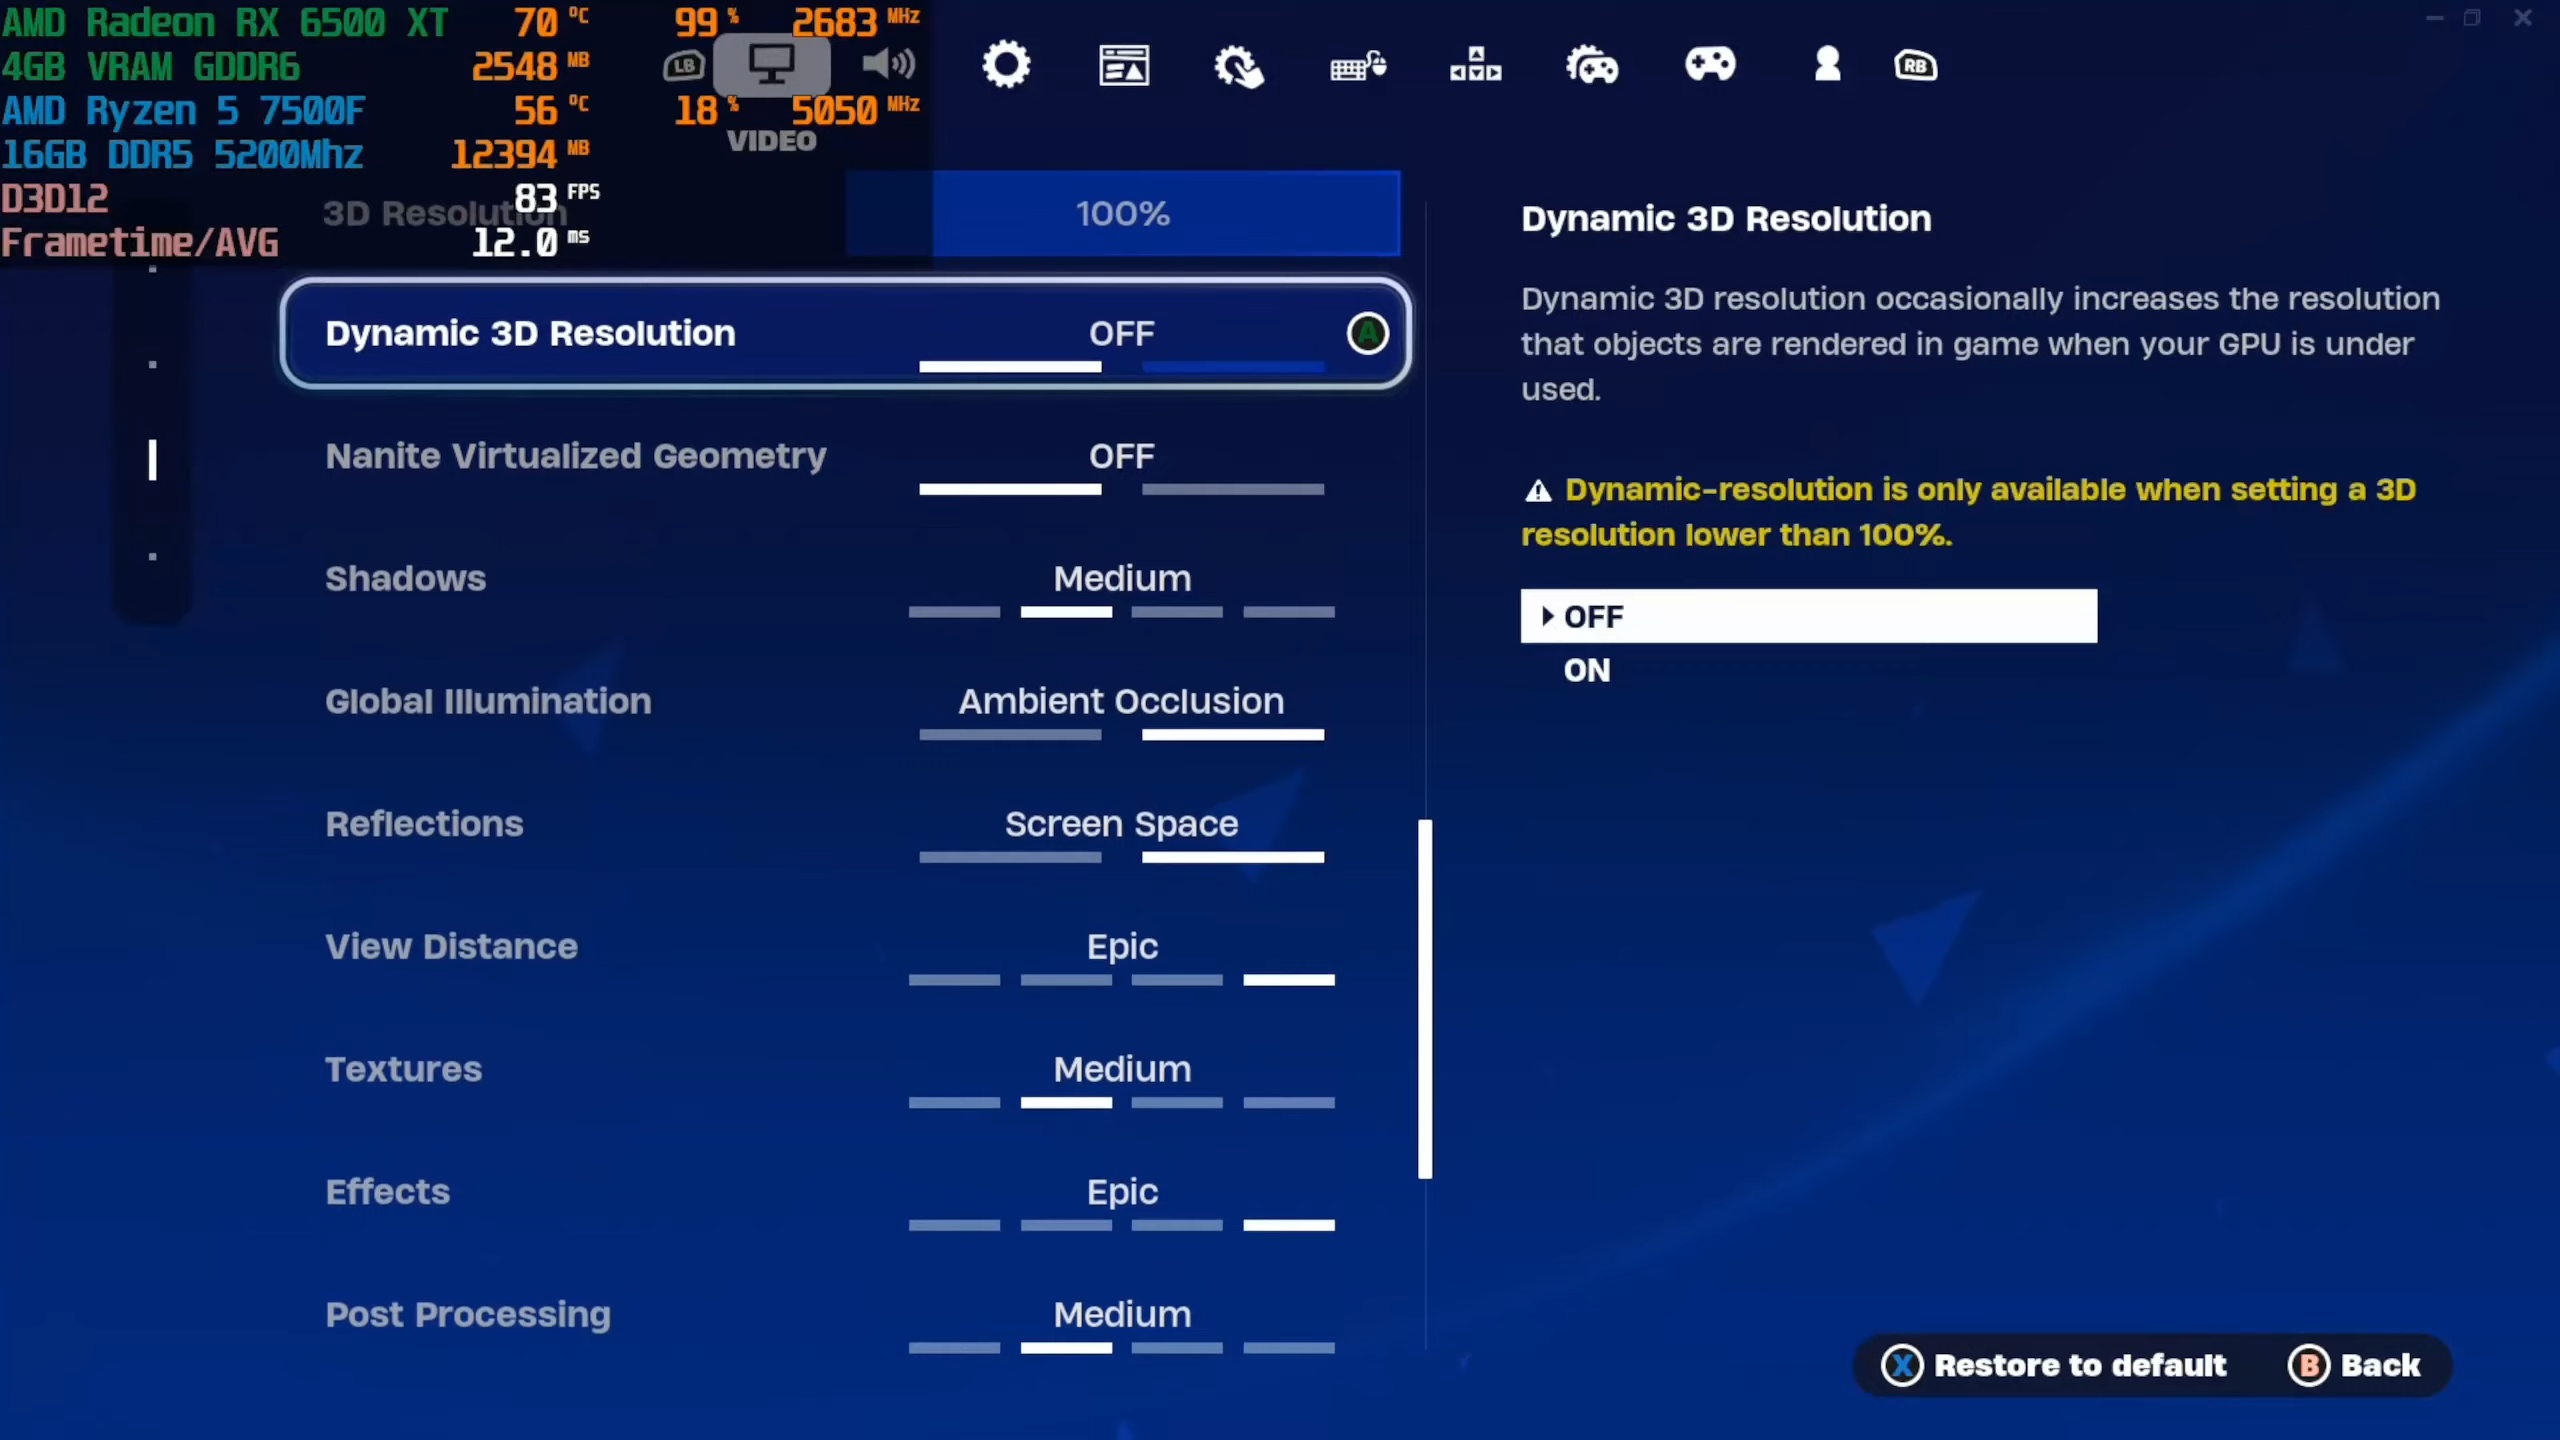 AMD Radeon RX 6500 XT 70 °C 99 % 2683 MHz
4GB VRAM GDDR6 2548 MB
LB
RB
AMD Ryzen 5 7500F 56 °C 18 % 5050 MHz
VIDEO
16GB DDR5 5200Mhz 12394 MB
D3D12 83 FPS
3D Resolution 100%
Frametime/AVG 12.0 ms
Dynamic 3D Resolution OFF A
Nanite Virtualized Geometry OFF
Shadows Medium
Global Illumination Ambient Occlusion
Reflections Screen Space
View Distance Epic
Textures Medium
Effects Epic
Post Processing Medium
Dynamic 3D Resolution
Dynamic 3D resolution occasionally increases the resolution
that objects are rendered in game when your GPU is under
used.
Dynamic-resolution is only available when setting a 3D
resolution lower than 100%.
OFF
ON
X Restore to default B Back